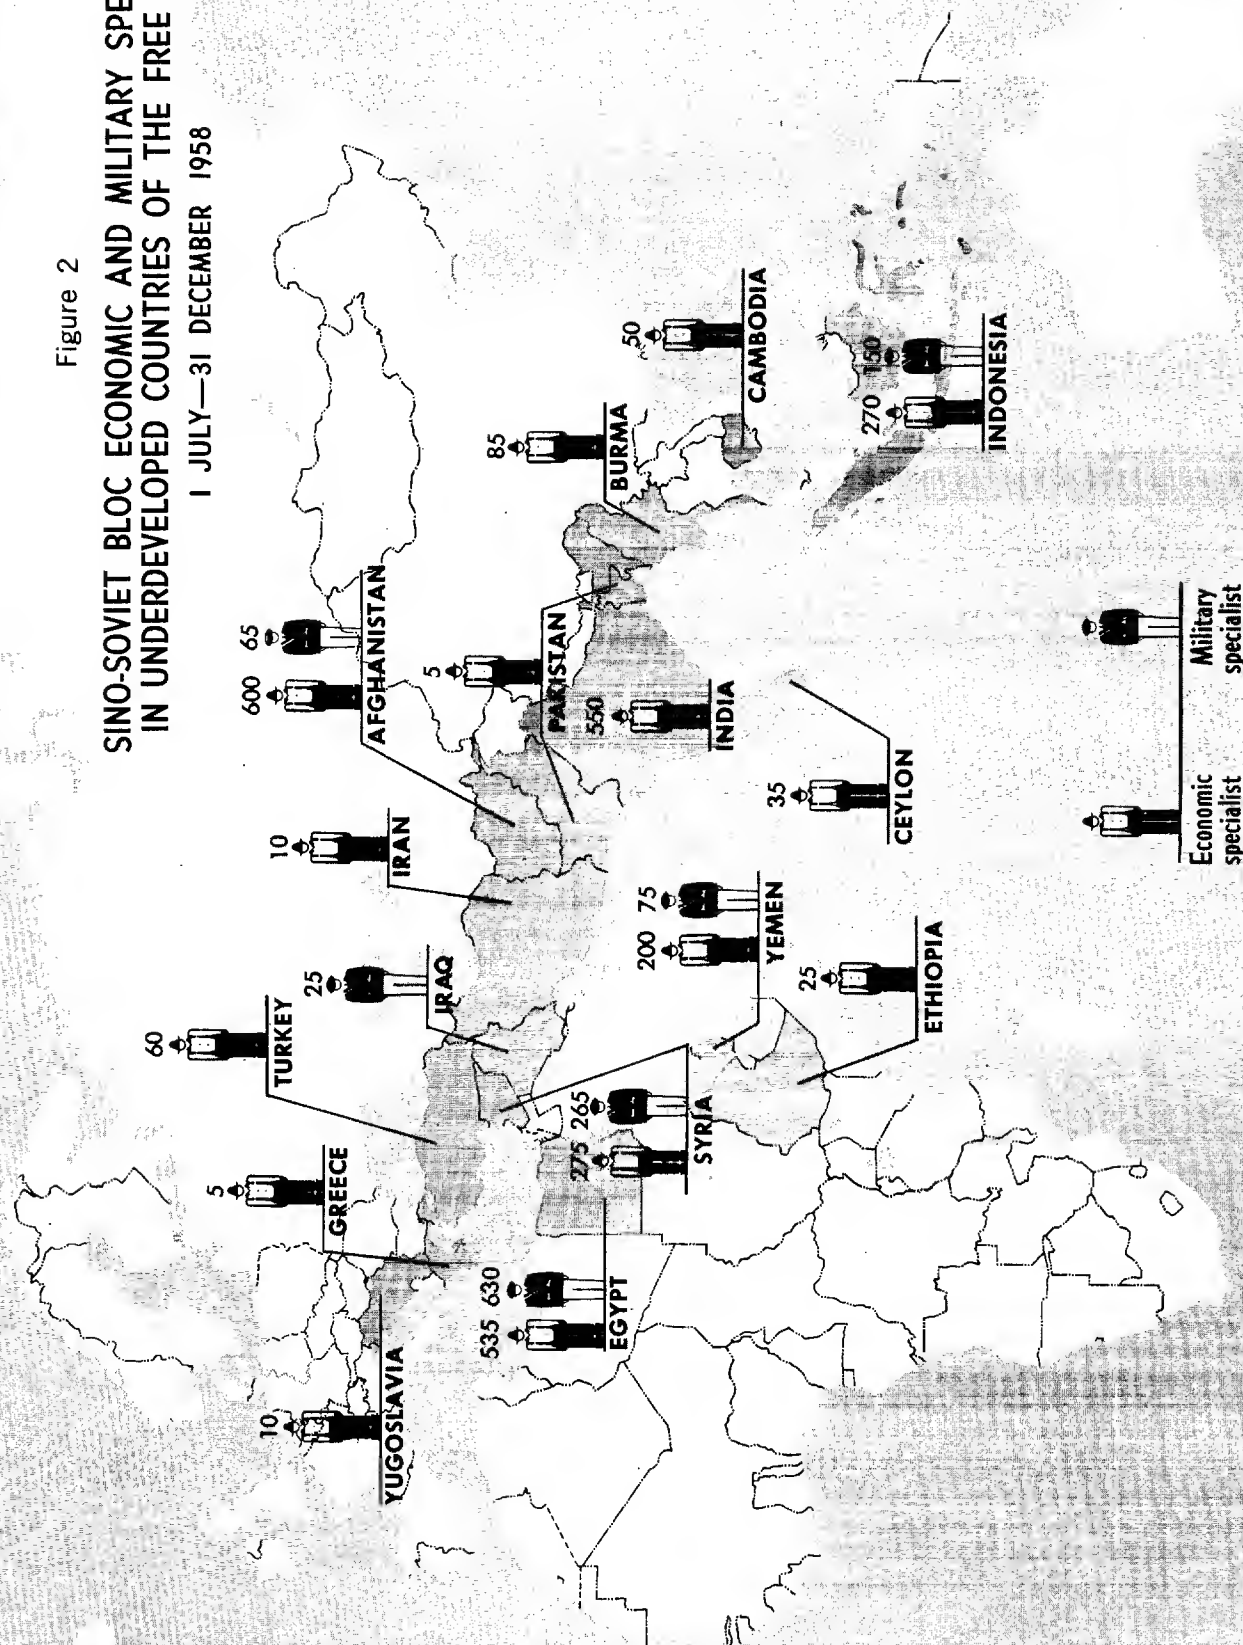 Figure 2
SINO-SOVIET BLOC ECONOMIC AND MILITARY SPE
IN UNDERDEVELOPED COUNTRIES OF THE FREE
1 JULY—31 DECEMBER 1958
10
YUGOSLAVIA
5
GREECE
60
TURKEY
25
IRAQ
10
IRAN
600 65
AFGHANISTAN
5
PAKISTAN
550
INDIA
85
BURMA
50
CAMBODIA
270 150
INDONESIA
35
CEYLON
200 75
YEMEN
25
ETHIOPIA
275 265
SYRIA
535 630
EGYPT
Economic
specialist
Military
specialist